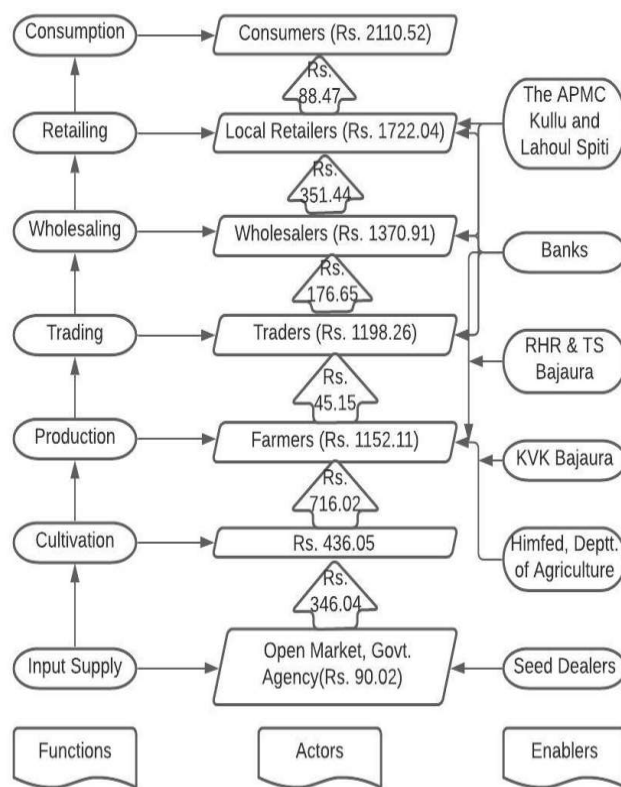 Consumption
Consumers (Rs. 2110.52)
Rs.
88.47
The APMC
Kullu and
Lahoul Spiti
Retailing
Local Retailers (Rs. 1722.04)
Rs.
351.44
Wholesaling
Wholesalers (Rs. 1370.91)
Banks
Rs.
176.65
Trading
Traders (Rs. 1198.26)
RHR & TS
Bajaura
Rs.
45.15
Production
Farmers (Rs. 1152.11)
KVK Bajaura
Rs.
716.02
Cultivation
Rs. 436.05
Himfed, Deptt.
of Agriculture
Rs.
346.04
Input Supply
Open Market, Govt.
Agency(Rs. 90.02)
Seed Dealers
Functions
Actors
Enablers